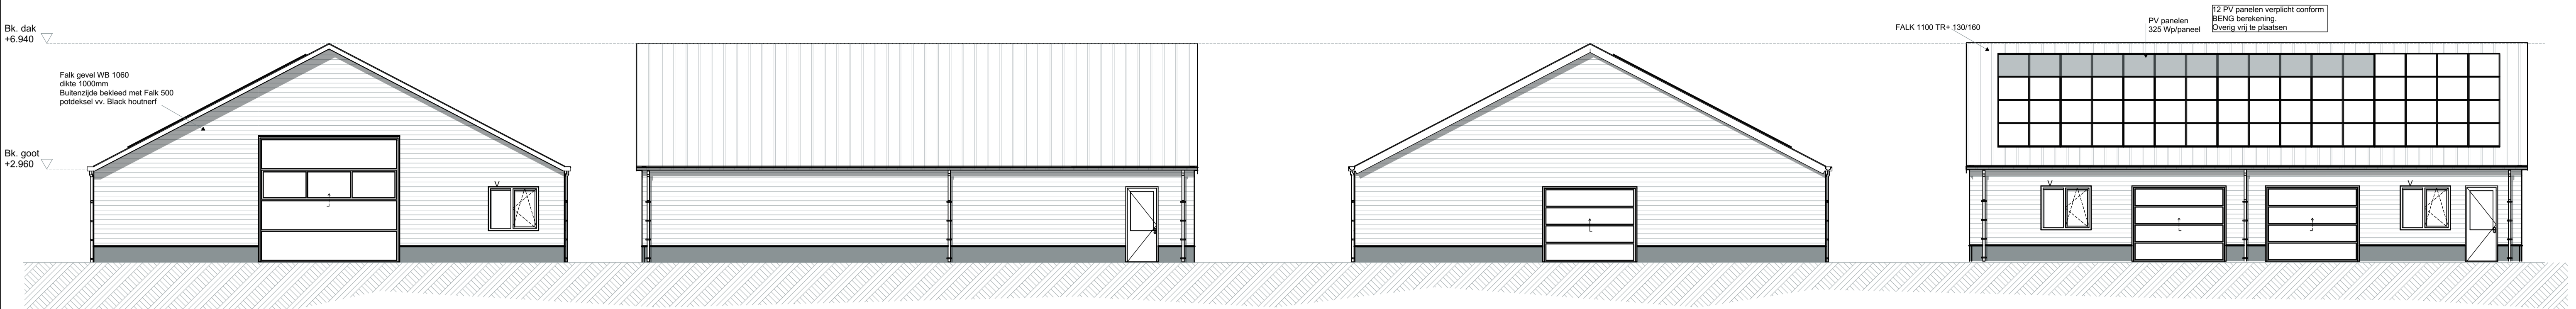 Bk. dak
+6.940
Falk gevel WB 1060
dikte 1000mm
Buitenzijde bekleed met Falk 500
potdeksel vv. Black houtnerf
Bk. goot
+2.960
V
FALK 1100 TR+ 130/160
PV panelen
325 Wp/paneel
12 PV panelen verplicht conform
BENG berekening.
Overig vrij te plaatsen
V
V